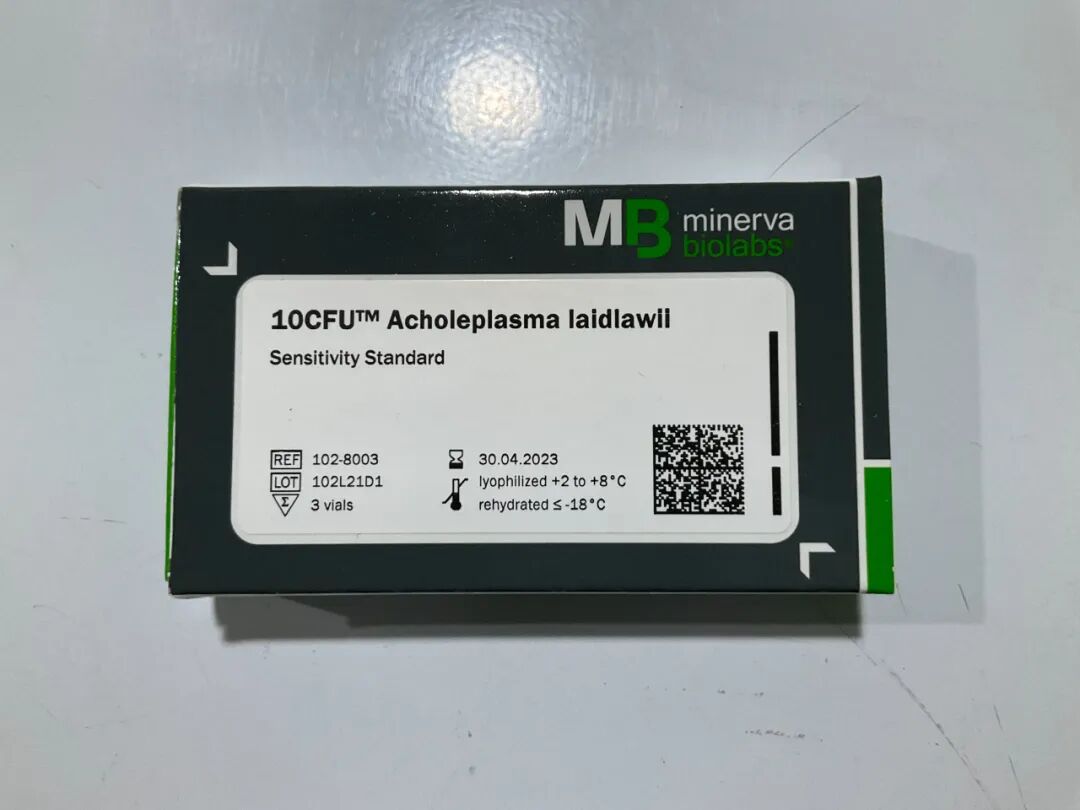 MB minerva
biolabs®
10CFU™ Acholeplasma laidlawii
Sensitivity Standard
REF 102-8003
LOT 102L21D1
Σ 3 vials
30.04.2023
lyophilized +2 to +8°C
rehydrated ≤ -18°C